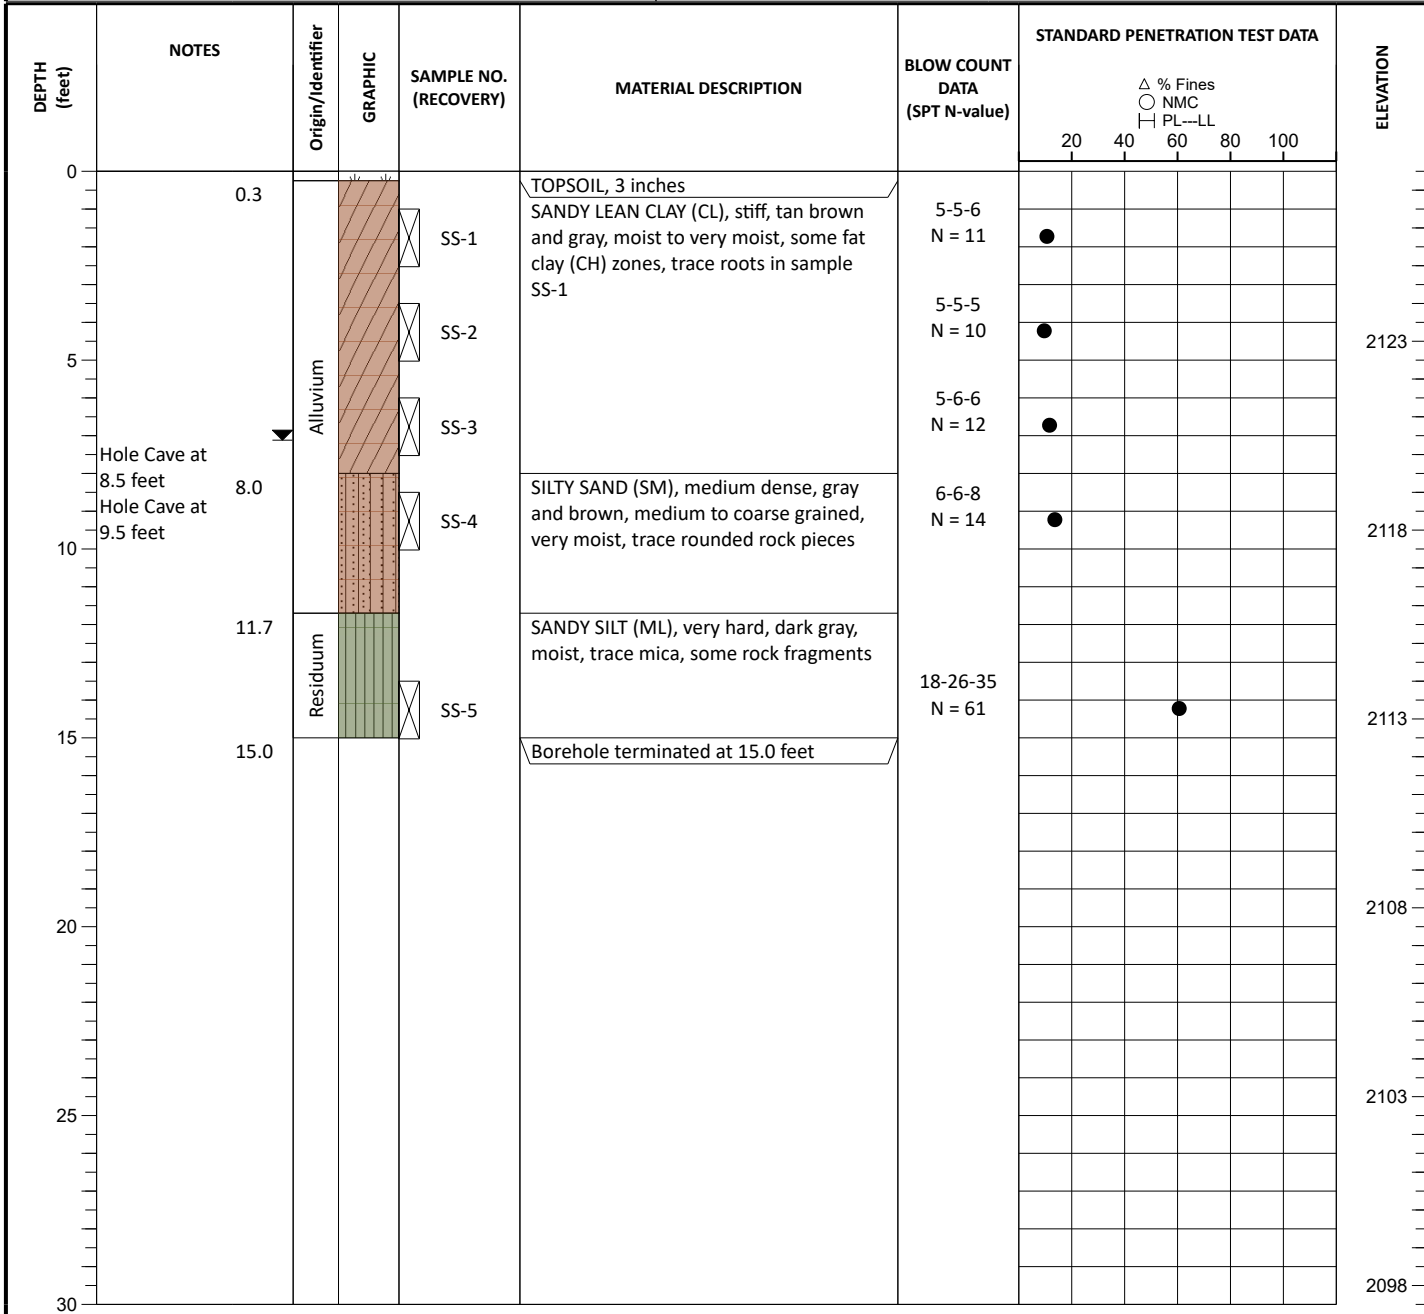 DEPTH
(feet)
NOTES
Origin/Identifier
GRAPHIC
SAMPLE NO.
(RECOVERY)
MATERIAL DESCRIPTION
BLOW COUNT
DATA
(SPT N-value)
STANDARD PENETRATION TEST DATA
△ % Fines
○ NMC
PL---LL
20 40 60 80 100
ELEVATION
0
0.3
TOPSOIL, 3 inches
SANDY LEAN CLAY (CL), stiff, tan brown
and gray, moist to very moist, some fat
clay (CH) zones, trace roots in sample
SS-1
SS-1
5-5-6
N = 11
SS-2
5-5-5
N = 10
2123
5
Alluvium
SS-3
5-6-6
N = 12
Hole Cave at
8.5 feet
Hole Cave at
9.5 feet
8.0
SILTY SAND (SM), medium dense, gray
and brown, medium to coarse grained,
very moist, trace rounded rock pieces
SS-4
6-6-8
N = 14
2118
10
11.7
Residuum
SANDY SILT (ML), very hard, dark gray,
moist, trace mica, some rock fragments
SS-5
18-26-35
N = 61
2113
15
15.0
Borehole terminated at 15.0 feet
2108
20
2103
25
2098
30